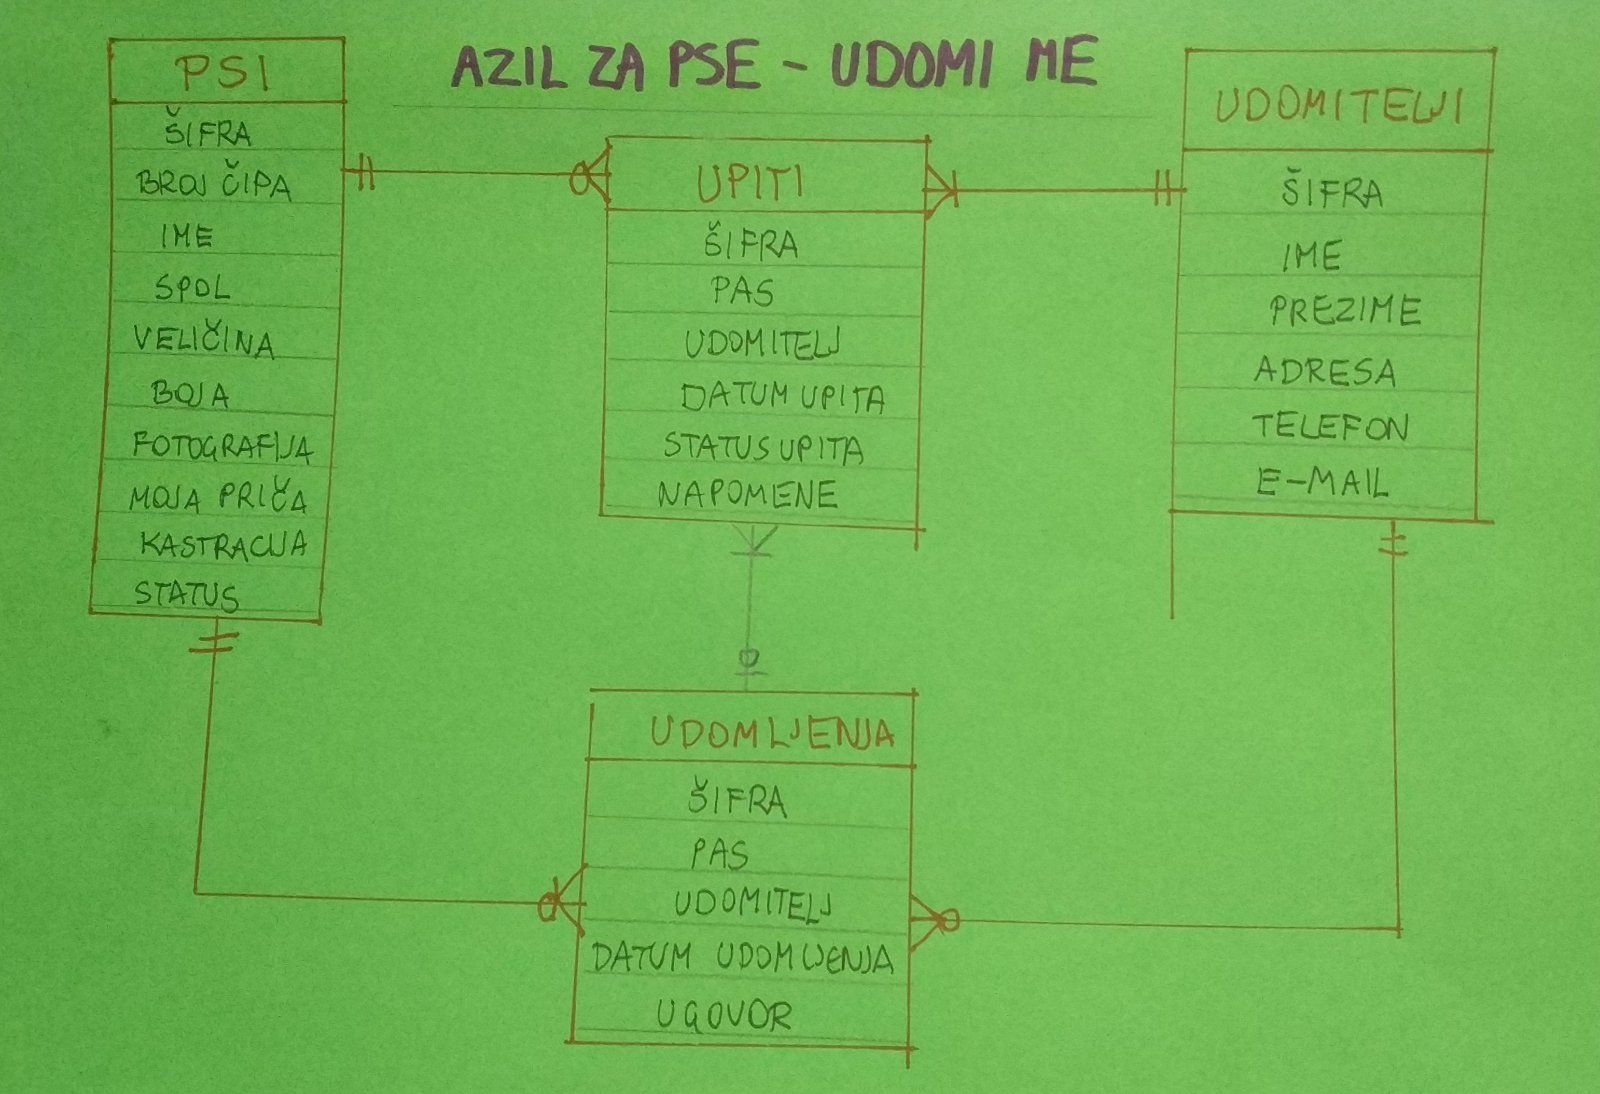 AZIL ZA PSE - UDOMI ME
PSI
ŠIFRA
BROJ ČIPA
IME
SPOL
VELIČINA
BOJA
FOTOGRAFIJA
MOJA PRIČA
KASTRACIJA
STATUS
UPITI
ŠIFRA
PAS
UDOMITELJ
DATUM UPITA
STATUS UPITA
NAPOMENE
UDOMITELJI
ŠIFRA
IME
PREZIME
ADRESA
TELEFON
E-MAIL
UDOMLJENJA
ŠIFRA
PAS
UDOMITELJ
DATUM UDOMLJENJA
UGOVOR